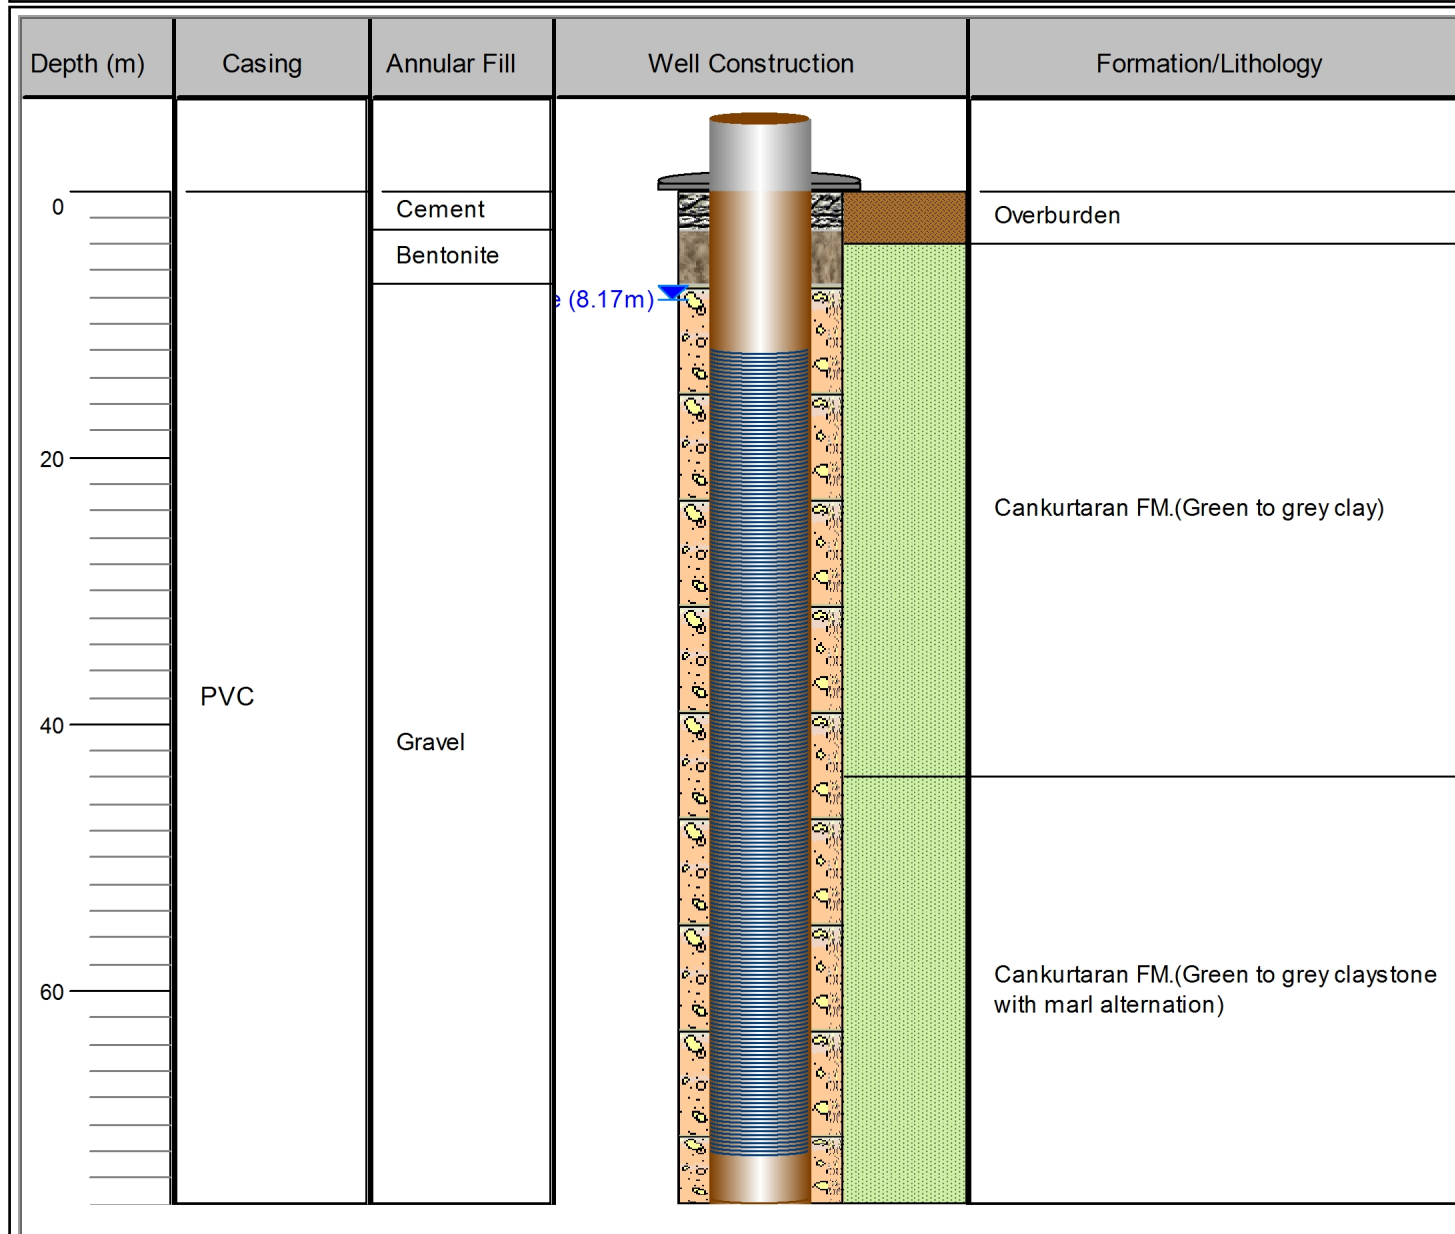 Depth (m) Casing Annular Fill Well Construction Formation/Lithology
0
Cement
Overburden
Bentonite
(8.17m)
20
Cankurtaran FM.(Green to grey clay)
PVC
40
Gravel
60
Cankurtaran FM.(Green to grey claystone
with marl alternation)